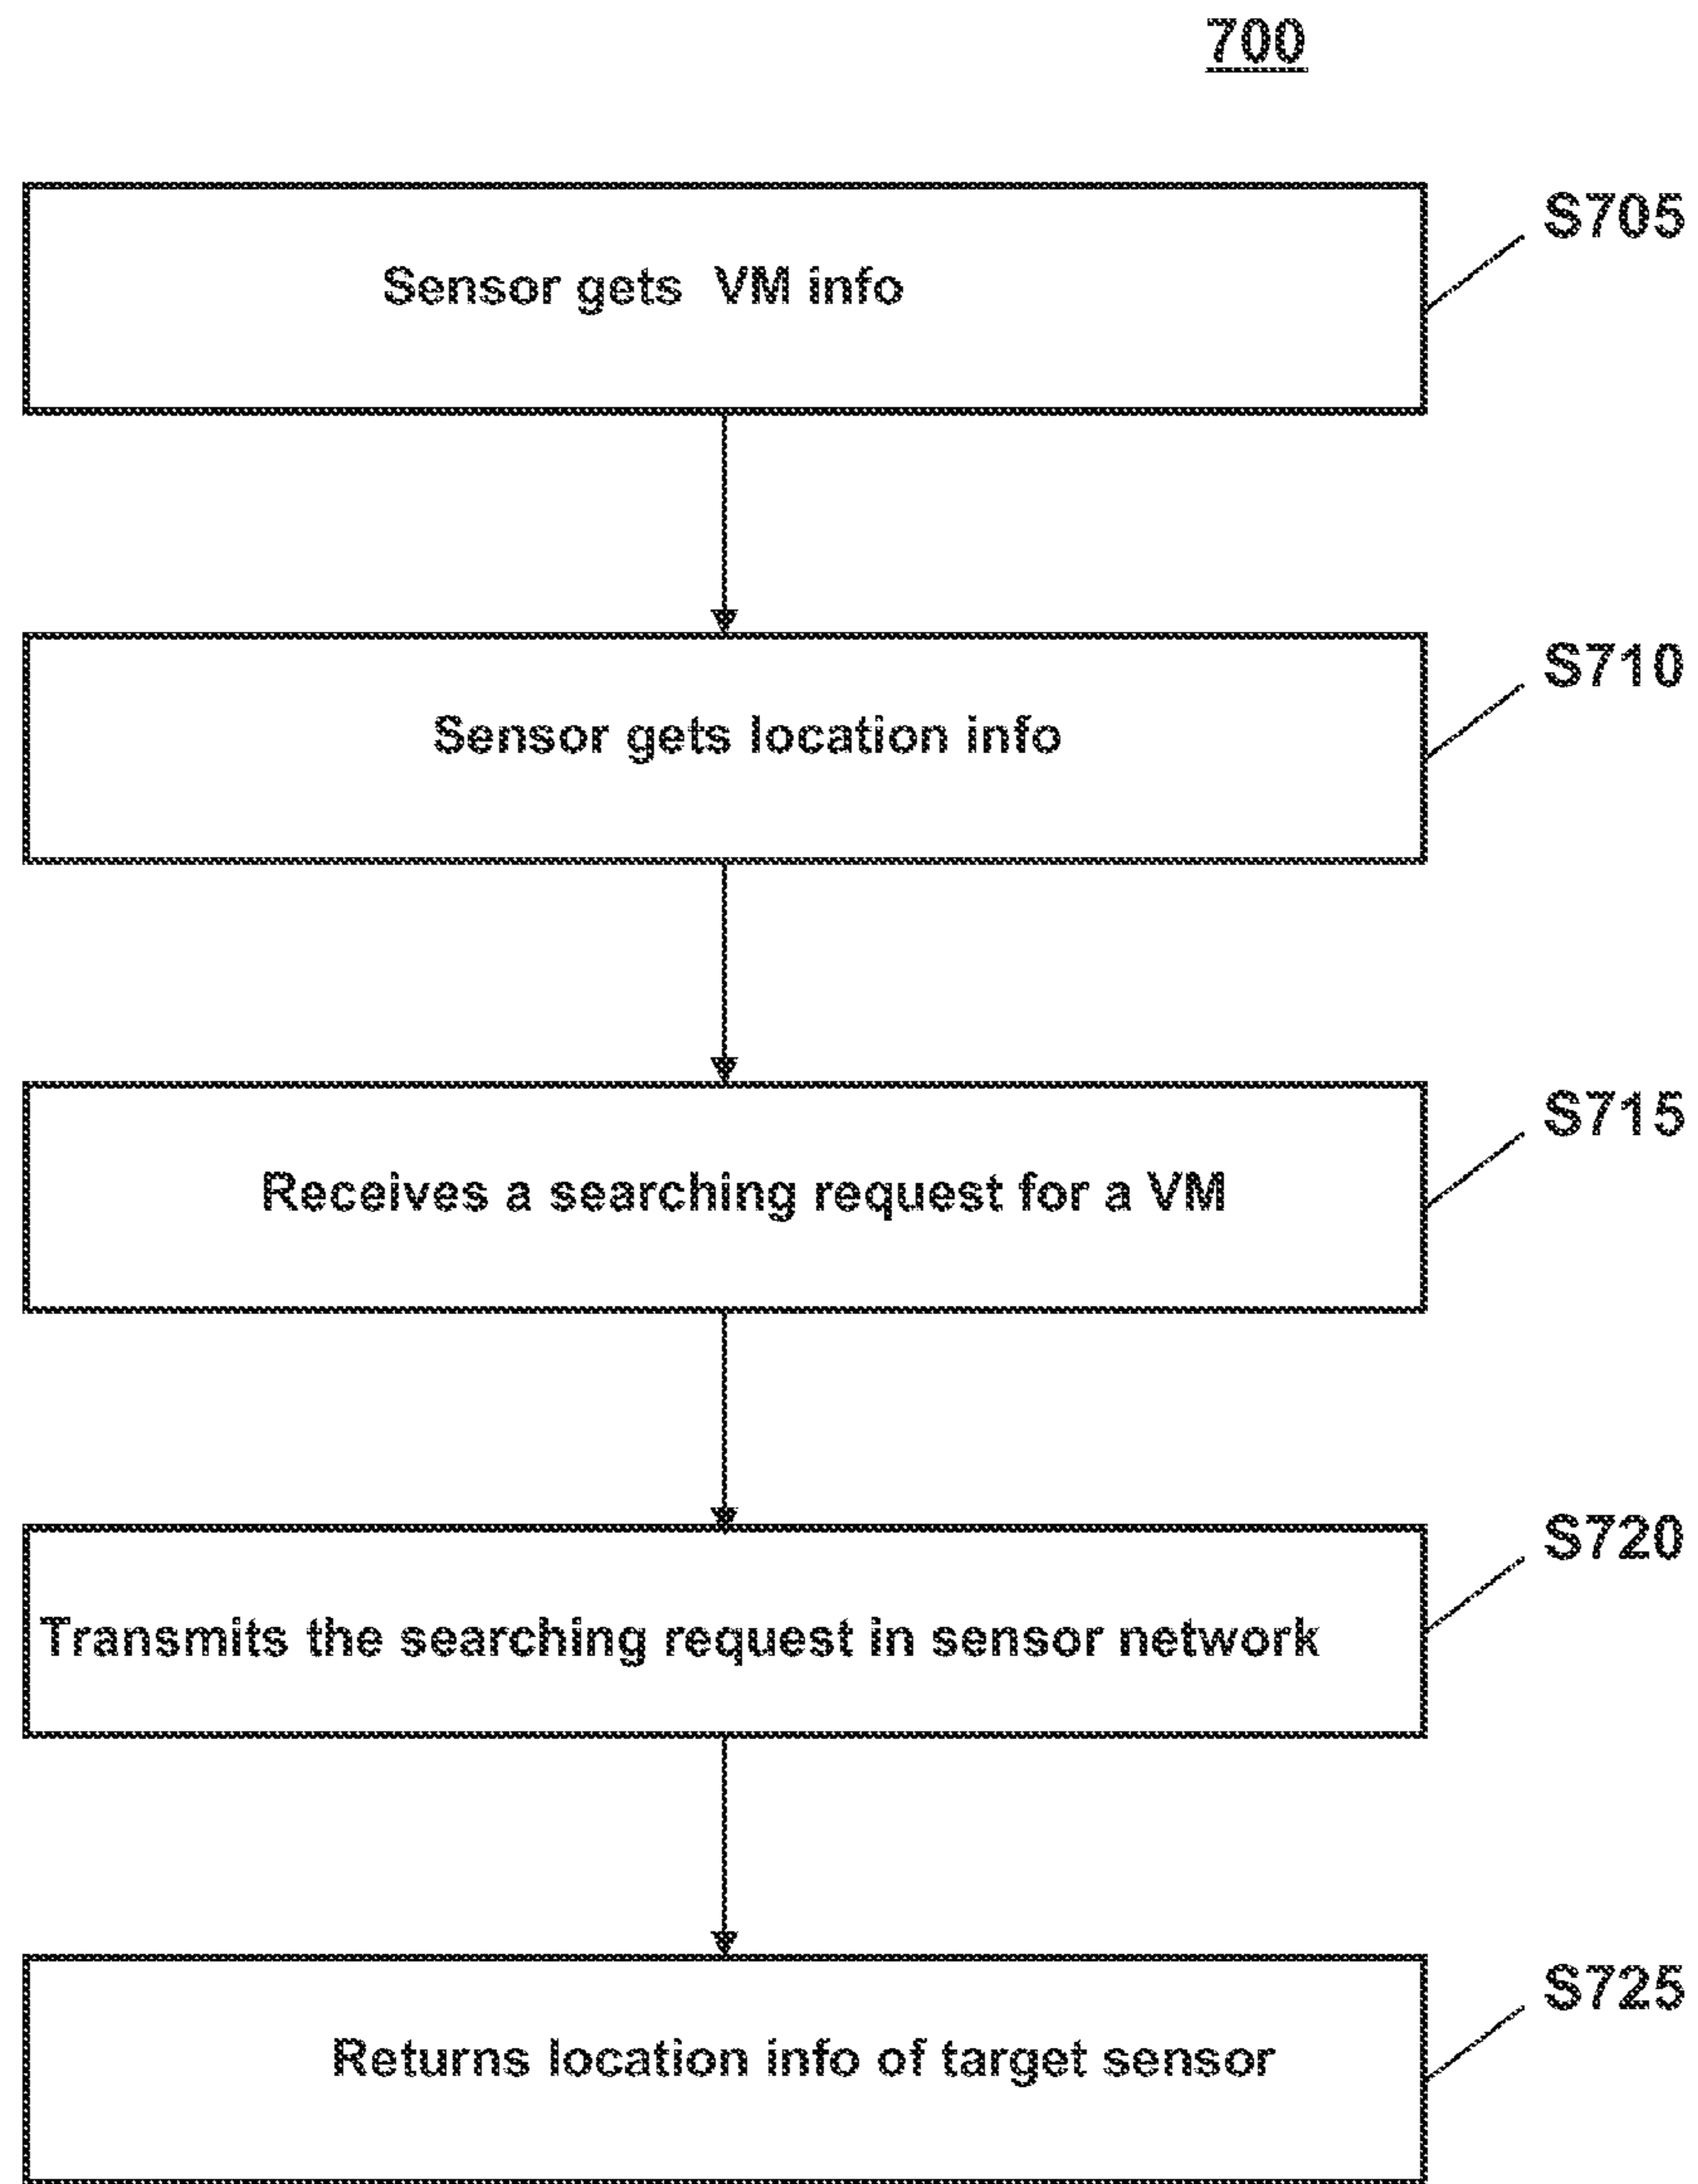 700
Sensor gets VM info
S705
Sensor gets location info
S710
Receives a searching request for a VM
S715
Transmits the searching request in sensor network
S720
Returns location info of target sensor
S725